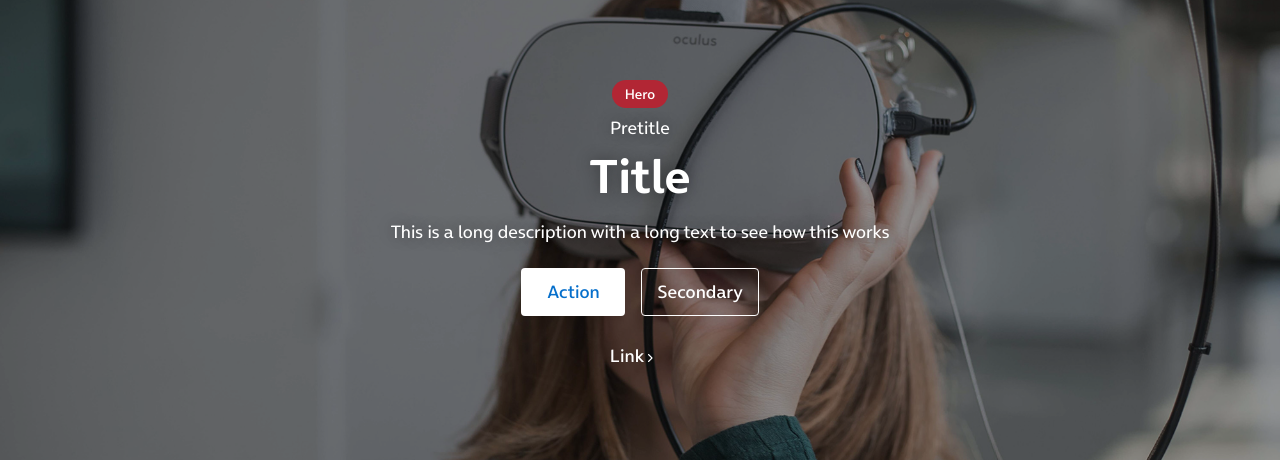 oculus
Hero
Pretitle
Title
This is a long description with a long text to see how this works
Action
Secondary
Link ›